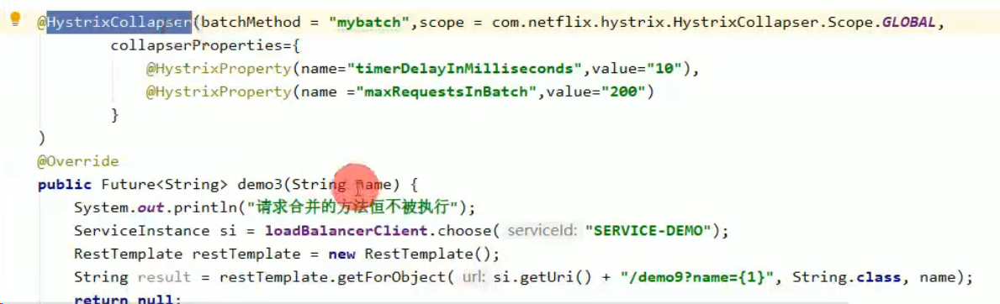 @HystrixCollapser(batchMethod = "mybatch",scope = com.netflix.hystrix.HystrixCollapser.Scope.GLOBAL,
collapserProperties={
@HystrixProperty(name="timerDelayInMilliseconds",value="10"),
@HystrixProperty(name ="maxRequestsInBatch",value="200")
}
)
@Override
public Future<String> demo3(String name) {
System.out.println("请求合并的方法恒不被执行");
ServiceInstance si = loadBalancerClient.choose( serviceId: "SERVICE-DEMO");
RestTemplate restTemplate = new RestTemplate();
String result = restTemplate.getForObject( url: si.getUri() + "/demo9?name={1}", String.class, name);
return null;